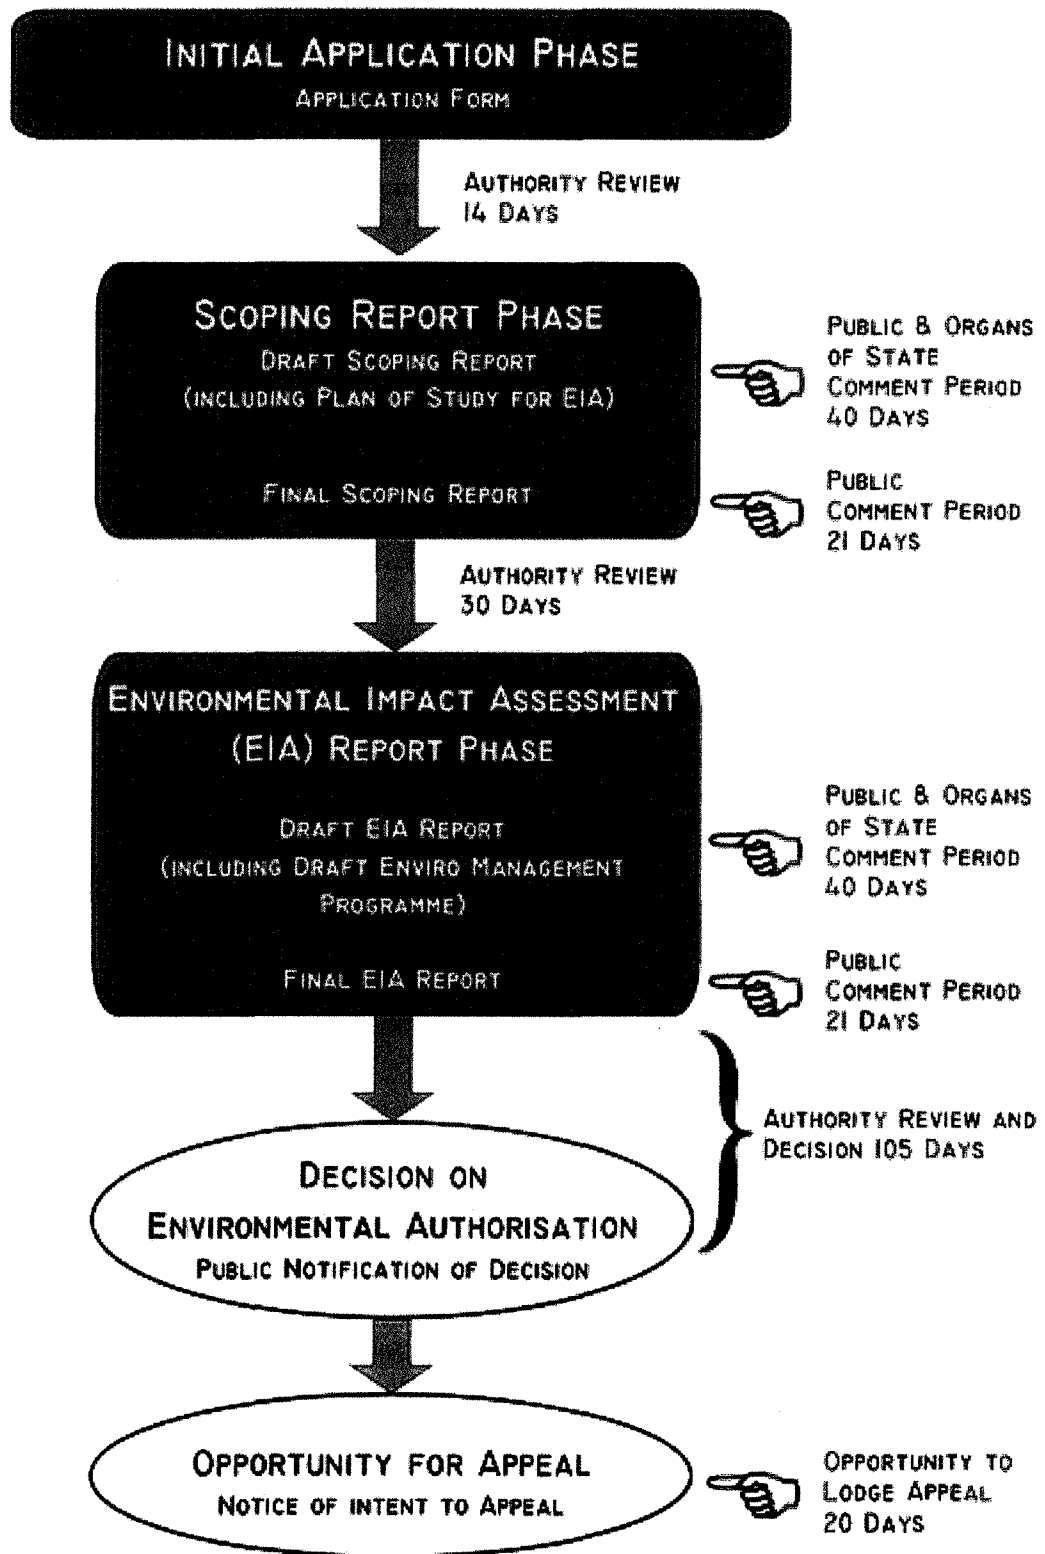 INITIAL APPLICATION PHASE
APPLICATION FORM
AUTHORITY REVIEW
14 DAYS
SCOPING REPORT PHASE
DRAFT SCOPING REPORT
(INCLUDING PLAN OF STUDY FOR EIA)
FINAL SCOPING REPORT
PUBLIC & ORGANS
OF STATE
COMMENT PERIOD
40 DAYS
PUBLIC
COMMENT PERIOD
21 DAYS
AUTHORITY REVIEW
30 DAYS
ENVIRONMENTAL IMPACT ASSESSMENT
(EIA) REPORT PHASE
DRAFT EIA REPORT
(INCLUDING DRAFT ENVIRO MANAGEMENT
PROGRAMME)
FINAL EIA REPORT
PUBLIC & ORGANS
OF STATE
COMMENT PERIOD
40 DAYS
PUBLIC
COMMENT PERIOD
21 DAYS
AUTHORITY REVIEW AND
DECISION 105 DAYS
DECISION ON
ENVIRONMENTAL AUTHORISATION
PUBLIC NOTIFICATION OF DECISION
OPPORTUNITY FOR APPEAL
NOTICE OF INTENT TO APPEAL
OPPORTUNITY TO
LODGE APPEAL
20 DAYS